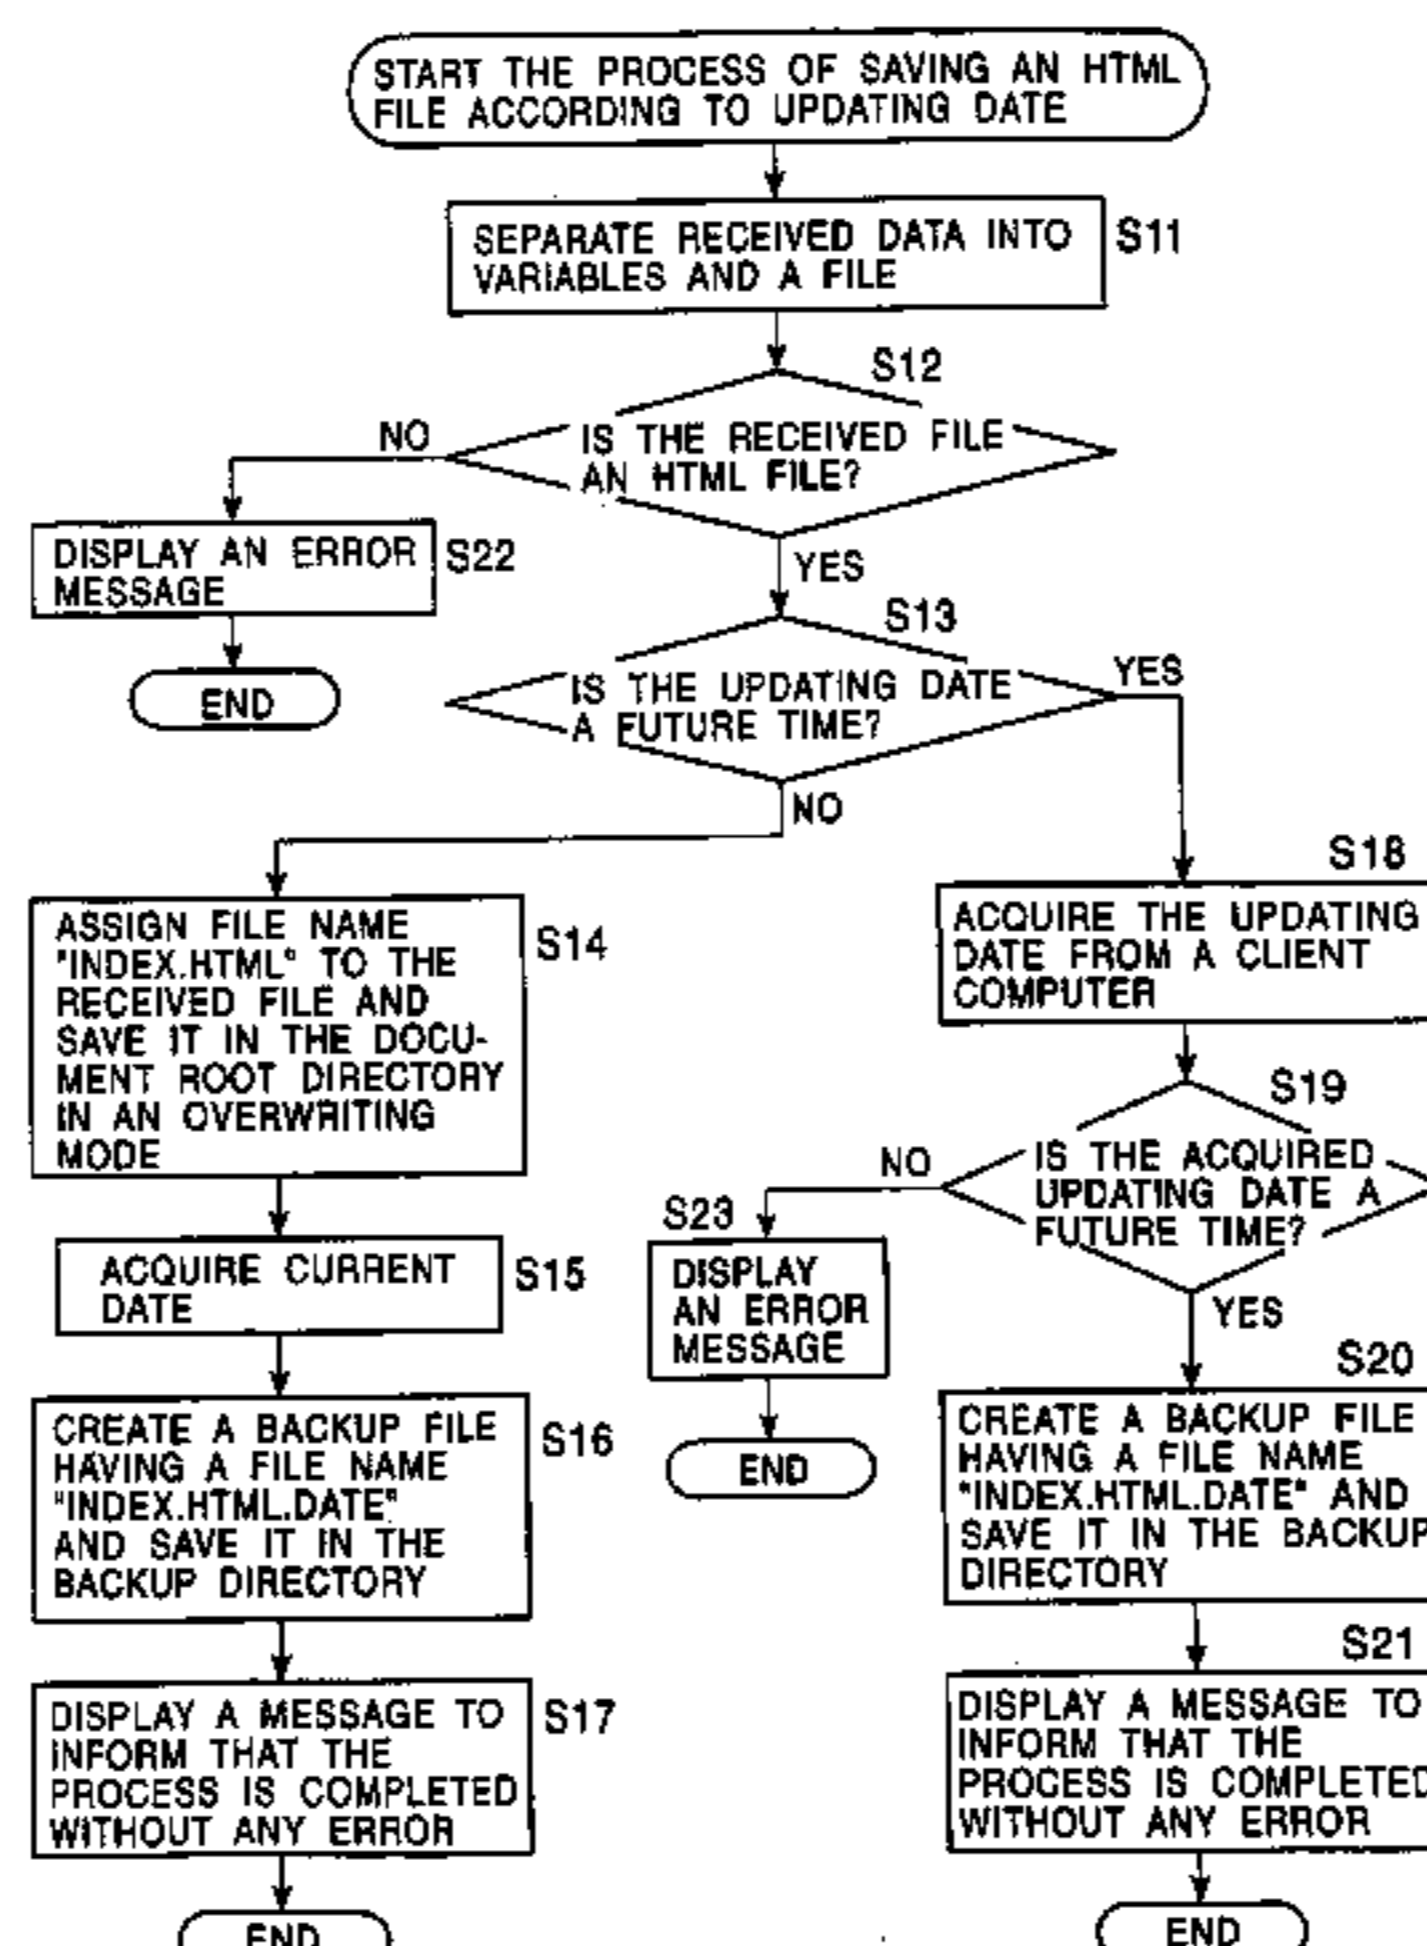 START THE PROCESS OF SAVING AN HTML
FILE ACCORDING TO UPDATING DATE
SEPARATE RECEIVED DATA INTO
VARIABLES AND A FILE
S11
S12
IS THE RECEIVED FILE
AN HTML FILE?
NO
YES
DISPLAY AN ERROR
MESSAGE
S22
END
S13
IS THE UPDATING DATE
A FUTURE TIME?
YES
NO
ASSIGN FILE NAME
"INDEX.HTML" TO THE
RECEIVED FILE AND
SAVE IT IN THE DOCU-
MENT ROOT DIRECTORY
IN AN OVERWRITING
MODE
S14
ACQUIRE CURRENT
DATE
S15
CREATE A BACKUP FILE
HAVING A FILE NAME
"INDEX.HTML.DATE"
AND SAVE IT IN THE
BACKUP DIRECTORY
S16
DISPLAY A MESSAGE TO
INFORM THAT THE
PROCESS IS COMPLETED
WITHOUT ANY ERROR
S17
END
S18
ACQUIRE THE UPDATING
DATE FROM A CLIENT
COMPUTER
S19
IS THE ACQUIRED
UPDATING DATE A
FUTURE TIME?
NO
YES
S23
DISPLAY
AN ERROR
MESSAGE
END
S20
CREATE A BACKUP FILE
HAVING A FILE NAME
"INDEX.HTML.DATE" AND
SAVE IT IN THE BACKUP
DIRECTORY
S21
DISPLAY A MESSAGE TO
INFORM THAT THE
PROCESS IS COMPLETED
WITHOUT ANY ERROR
END